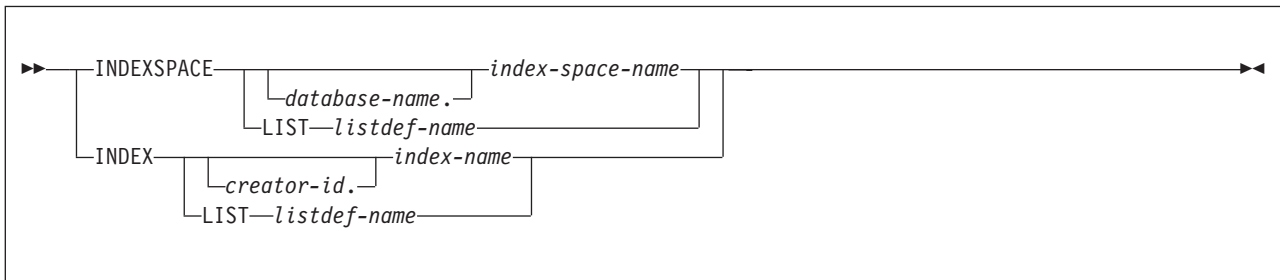 INDEXSPACE index-space-name
database-name.
LIST listdef-name
INDEX index-name
creator-id.
LIST listdef-name